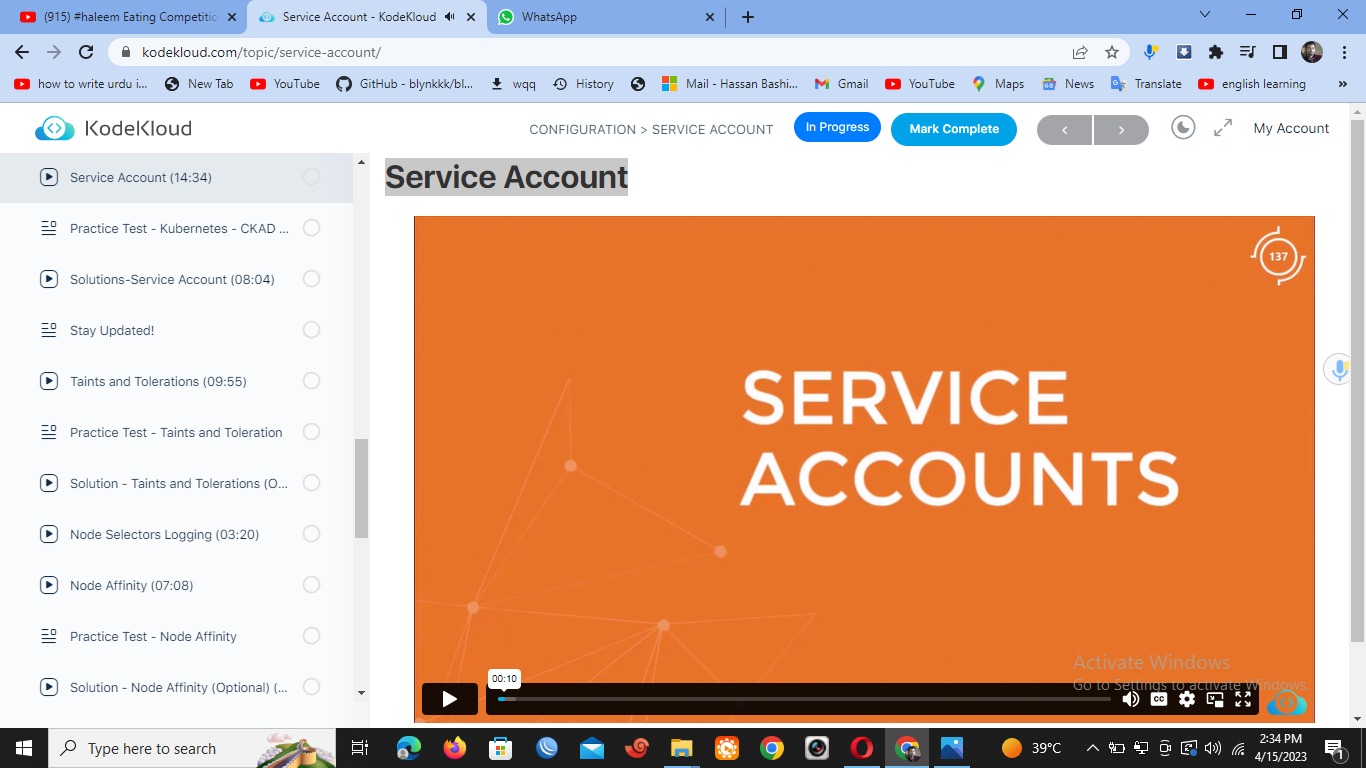 (915) #haleem Eating Competitio
Service Account - KodeKloud
WhatsApp
kodekloud.com/topic/service-account/
how to write urdu i...
New Tab
YouTube
GitHub - blynkkk/bl...
wqq
History
Mail - Hassan Bashi...
Gmail
YouTube
Maps
News
Translate
english learning
»
KodeKloud
CONFIGURATION > SERVICE ACCOUNT
In Progress
Mark Complete
My Account
Service Account (14:34)
Practice Test - Kubernetes - CKAD ...
Solutions-Service Account (08:04)
Stay Updated!
Taints and Tolerations (09:55)
Practice Test - Taints and Toleration
Solution - Taints and Tolerations (O...
Node Selectors Logging (03:20)
Node Affinity (07:08)
Practice Test - Node Affinity
Solution - Node Affinity (Optional) (...
Service Account
137
SERVICE
ACCOUNTS
00:10
CC
Activate Windows
Go to Settings to activate Windows.
Type here to search
39°C
2:34 PM
4/15/2023
1